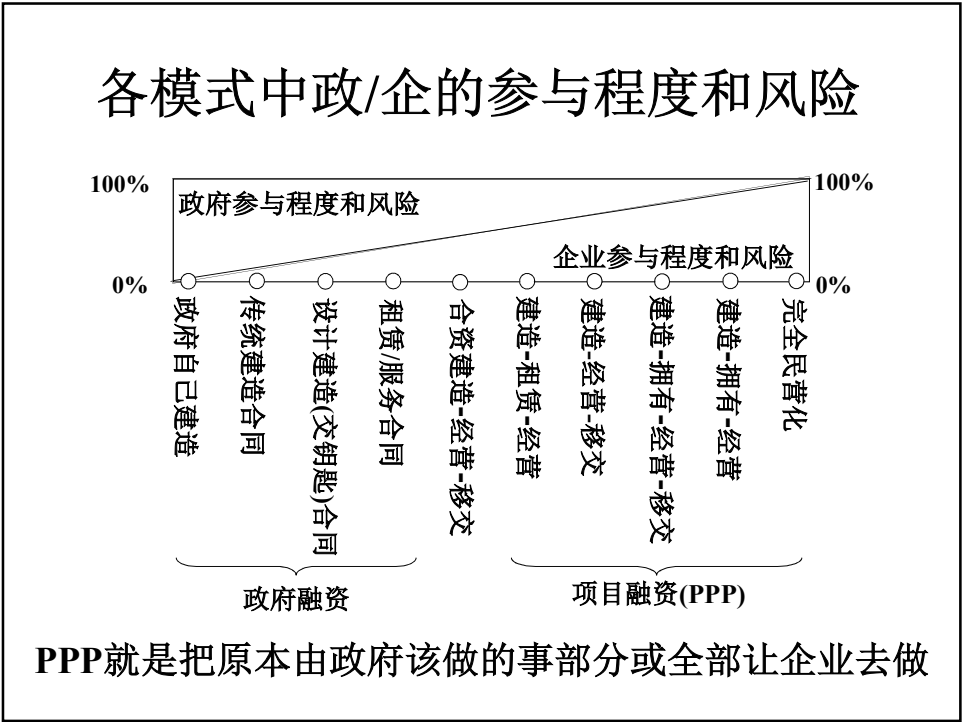 各模式中政/企的参与程度和风险
100%
100%
政府参与程度和风险
企业参与程度和风险
0%
0%
政府自己建造
传统建造合同
设计建造(交钥匙)合同
租赁/服务合同
合资建造-经营-移交
建造-租赁-经营
建造-经营-移交
建造-拥有-经营-移交
建造-拥有-经营
完全民营化
政府融资
项目融资(PPP)
PPP就是把原本由政府该做的事部分或全部让企业去做